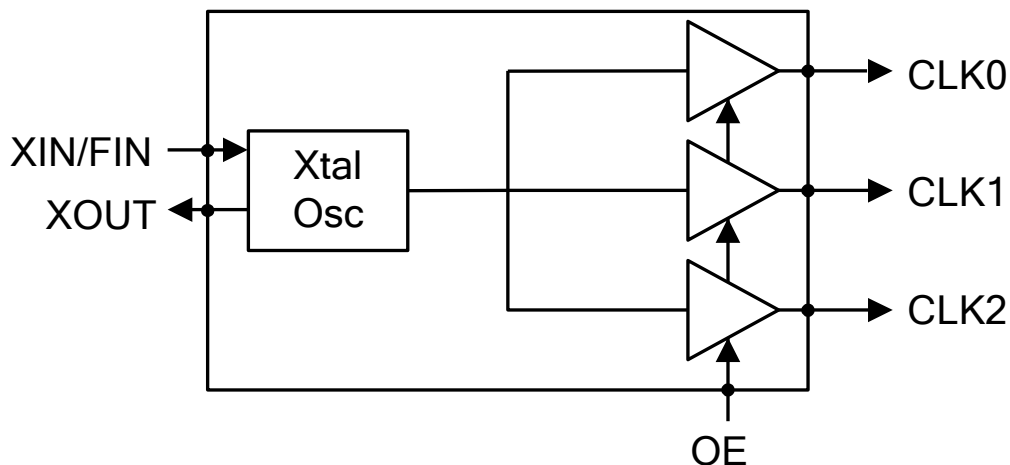 CLK0
XIN/FIN
Xtal
Osc
XOUT
CLK1
CLK2
OE